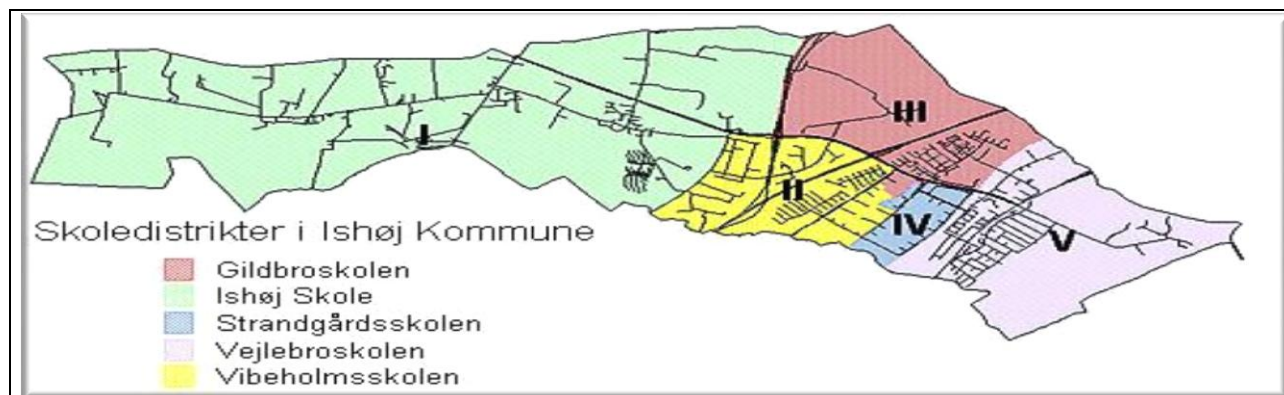 III
I
II
IV
V
Skoledistrikter i Ishøj Kommune
Gildbroskolen
Ishøj Skole
Strandgårdsskolen
Vejlebroskolen
Vibeholmsskolen